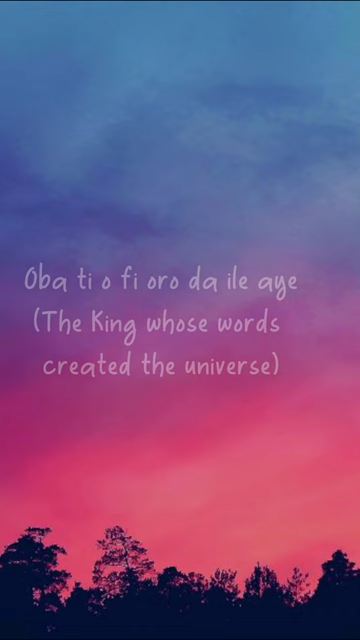 Oba ti o fi oro da ile aye
(The King whose words
created the universe)